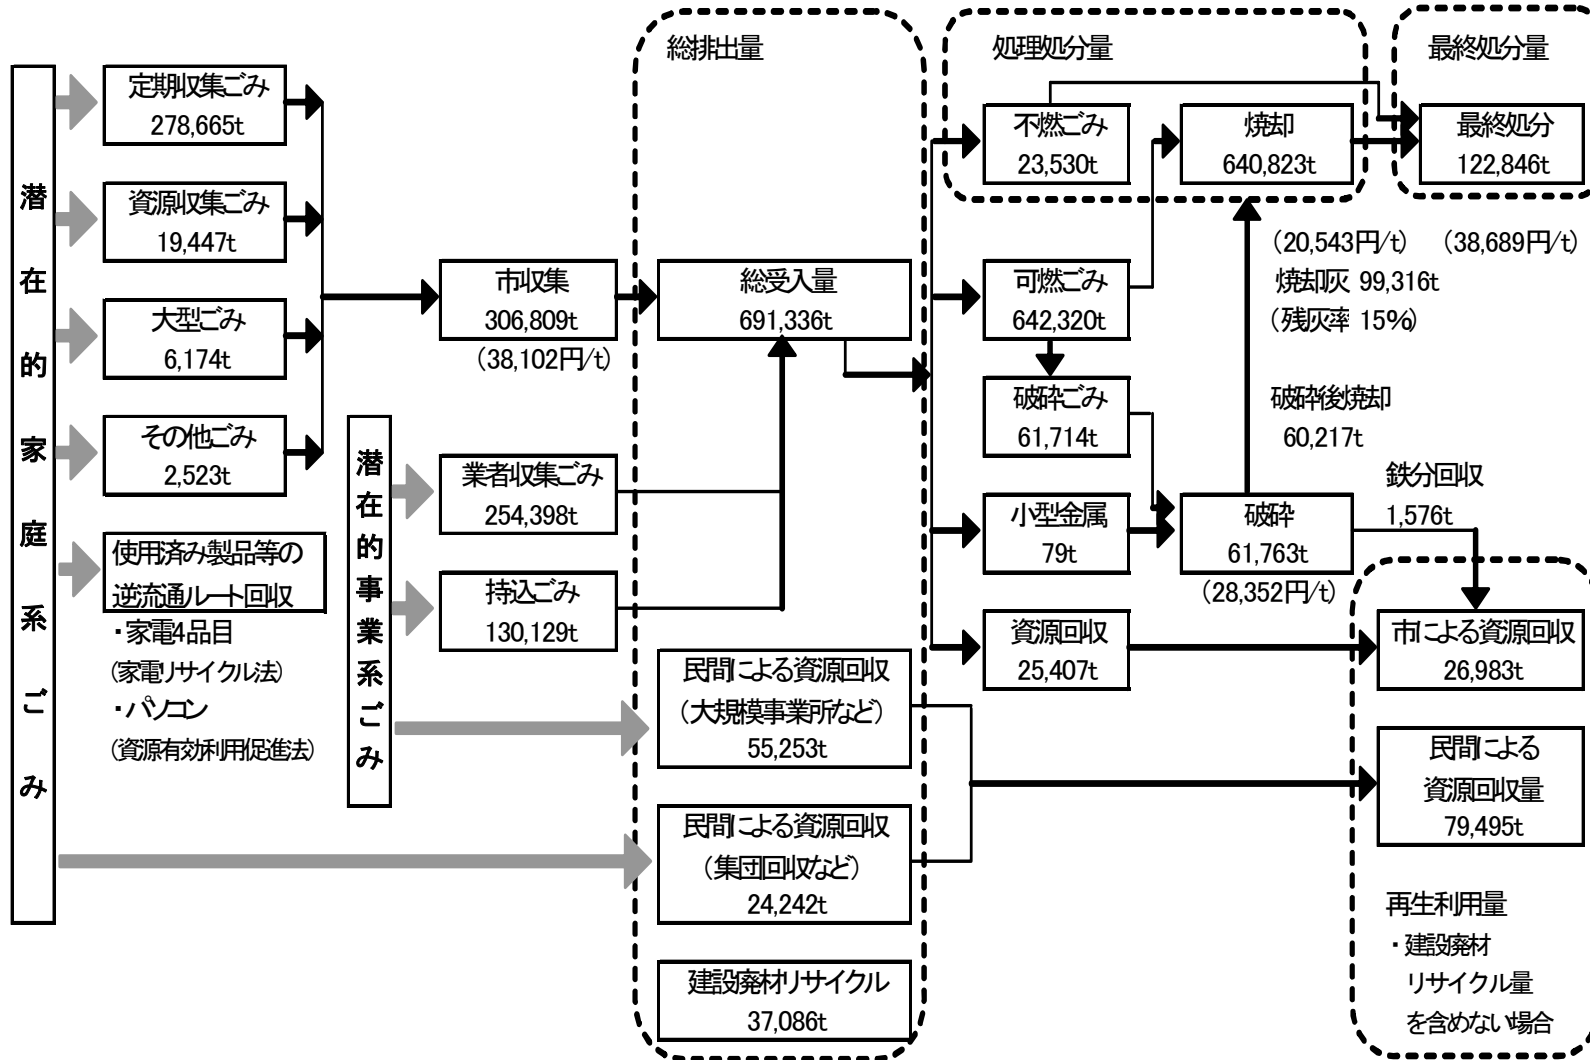 潜在的家庭系ごみ
定期収集ごみ
278,665t
資源収集ごみ
19,447t
大型ごみ
6,174t
その他ごみ
2,523t
使用済み製品等の
逆流通ルート回収
・家電4品目
(家電リサイクル法)
・パソコン
(資源有効利用促進法)
潜在的事業系ごみ
市収集
306,809t
(38,102円/t)
業者収集ごみ
254,398t
持込ごみ
130,129t
総排出量
総受入量
691,336t
民間による資源回収
(大規模事業所など)
55,253t
民間による資源回収
(集団回収など)
24,242t
建設廃材リサイクル
37,086t
処理処分量
不燃ごみ
23,530t
焼却
640,823t
可燃ごみ
642,320t
破砕ごみ
61,714t
小型金属
79t
資源回収
25,407t
(20,543円/t)
焼却灰 99,316t
(残灰率 15%)
破砕後焼却
60,217t
破砕
61,763t
(28,352円/t)
鉄分回収
1,576t
最終処分量
最終処分
122,846t
(38,689円/t)
市による資源回収
26,983t
民間による
資源回収量
79,495t
再生利用量
・建設廃材
リサイクル量
を含めない場合